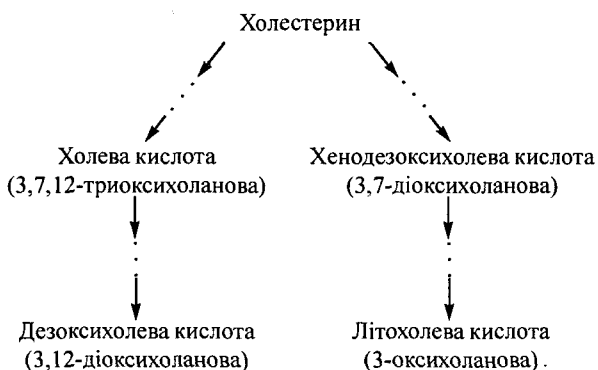 Холестерин
Холева кислота
(3,7,12-триоксихоланова)
Хенодезоксихолева кислота
(3,7-діоксихоланова)
Дезоксихолева кислота
(3,12-діоксихоланова)
Літохолева кислота
(3-оксихоланова) .